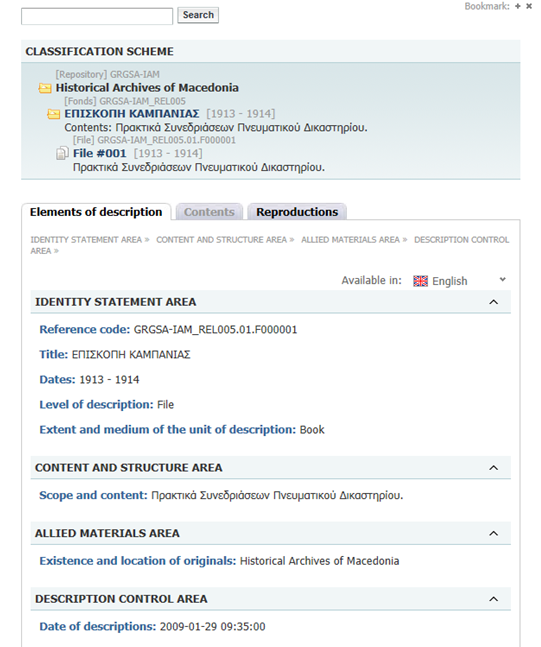 Bookmark:
Search
CLASSIFICATION SCHEME
[Repository] GRGSA-IAM
Historical Archives of Macedonia
[Fonds] GRGSA-IAM_REL005
ΕΠΙΣΚΟΠΗ ΚΑΜΠΑΝΙΑΣ [1913 - 1914]
Contents: Πρακτικά Συνεδριάσεων Πνευματικού Δικαστηρίου.
[File] GRGSA-IAM_REL005.01.F000001
File #001 [1913 - 1914]
Πρακτικά Συνεδριάσεων Πνευματικού Δικαστηρίου.
Elements of description Contents Reproductions
IDENTITY STATEMENT AREA » CONTENT AND STRUCTURE AREA » ALLIED MATERIALS AREA » DESCRIPTION CONTROL
AREA »
Available in: English
IDENTITY STATEMENT AREA
Reference code: GRGSA-IAM_REL005.01.F000001
Title: ΕΠΙΣΚΟΠΗ ΚΑΜΠΑΝΙΑΣ
Dates: 1913 - 1914
Level of description: File
Extent and medium of the unit of description: Book
CONTENT AND STRUCTURE AREA
Scope and content: Πρακτικά Συνεδριάσεων Πνευματικού Δικαστηρίου.
ALLIED MATERIALS AREA
Existence and location of originals: Historical Archives of Macedonia
DESCRIPTION CONTROL AREA
Date of descriptions: 2009-01-29 09:35:00